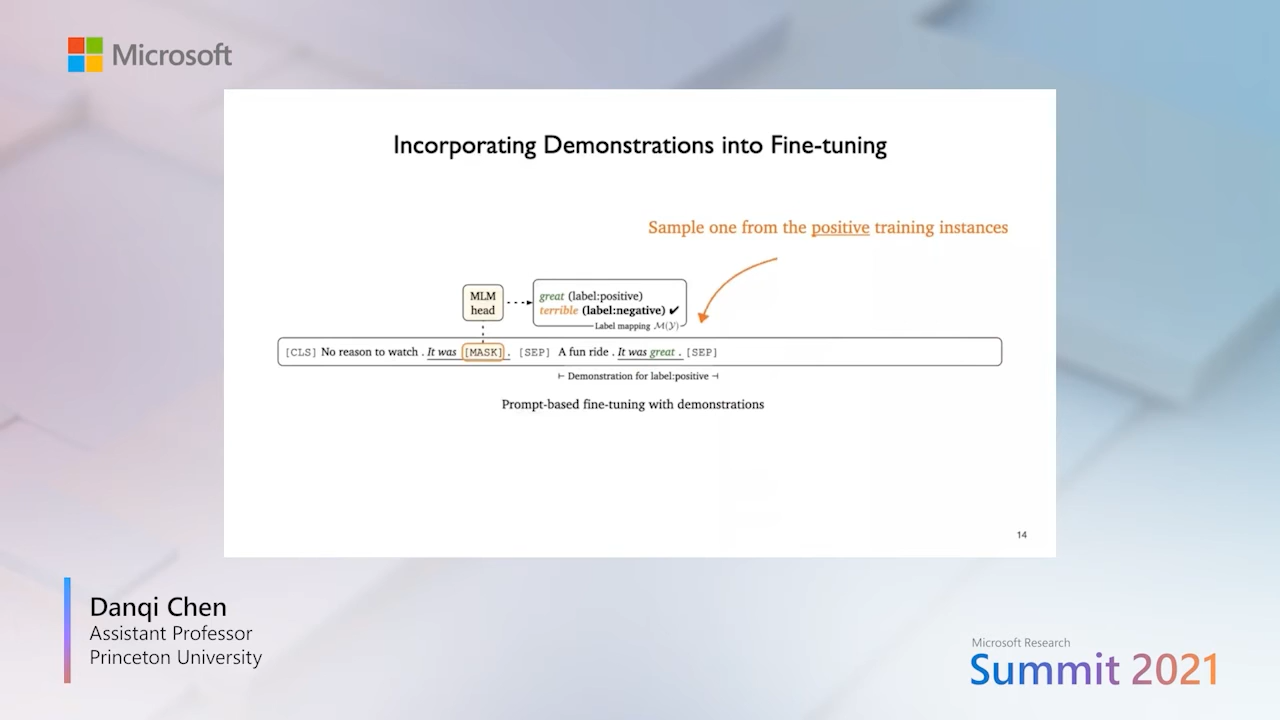 Microsoft
Incorporating Demonstrations into Fine-tuning
Sample one from the positive training instances
MLM
head
great (label:positive)
terrible (label:negative) ✔
Label mapping M(Y)
[CLS] No reason to watch . It was [MASK] . [SEP] A fun ride . It was great . [SEP]
⊢ Demonstration for label:positive ⊣
Prompt-based fine-tuning with demonstrations
14
Danqi Chen
Assistant Professor
Princeton University
Microsoft Research
Summit 2021